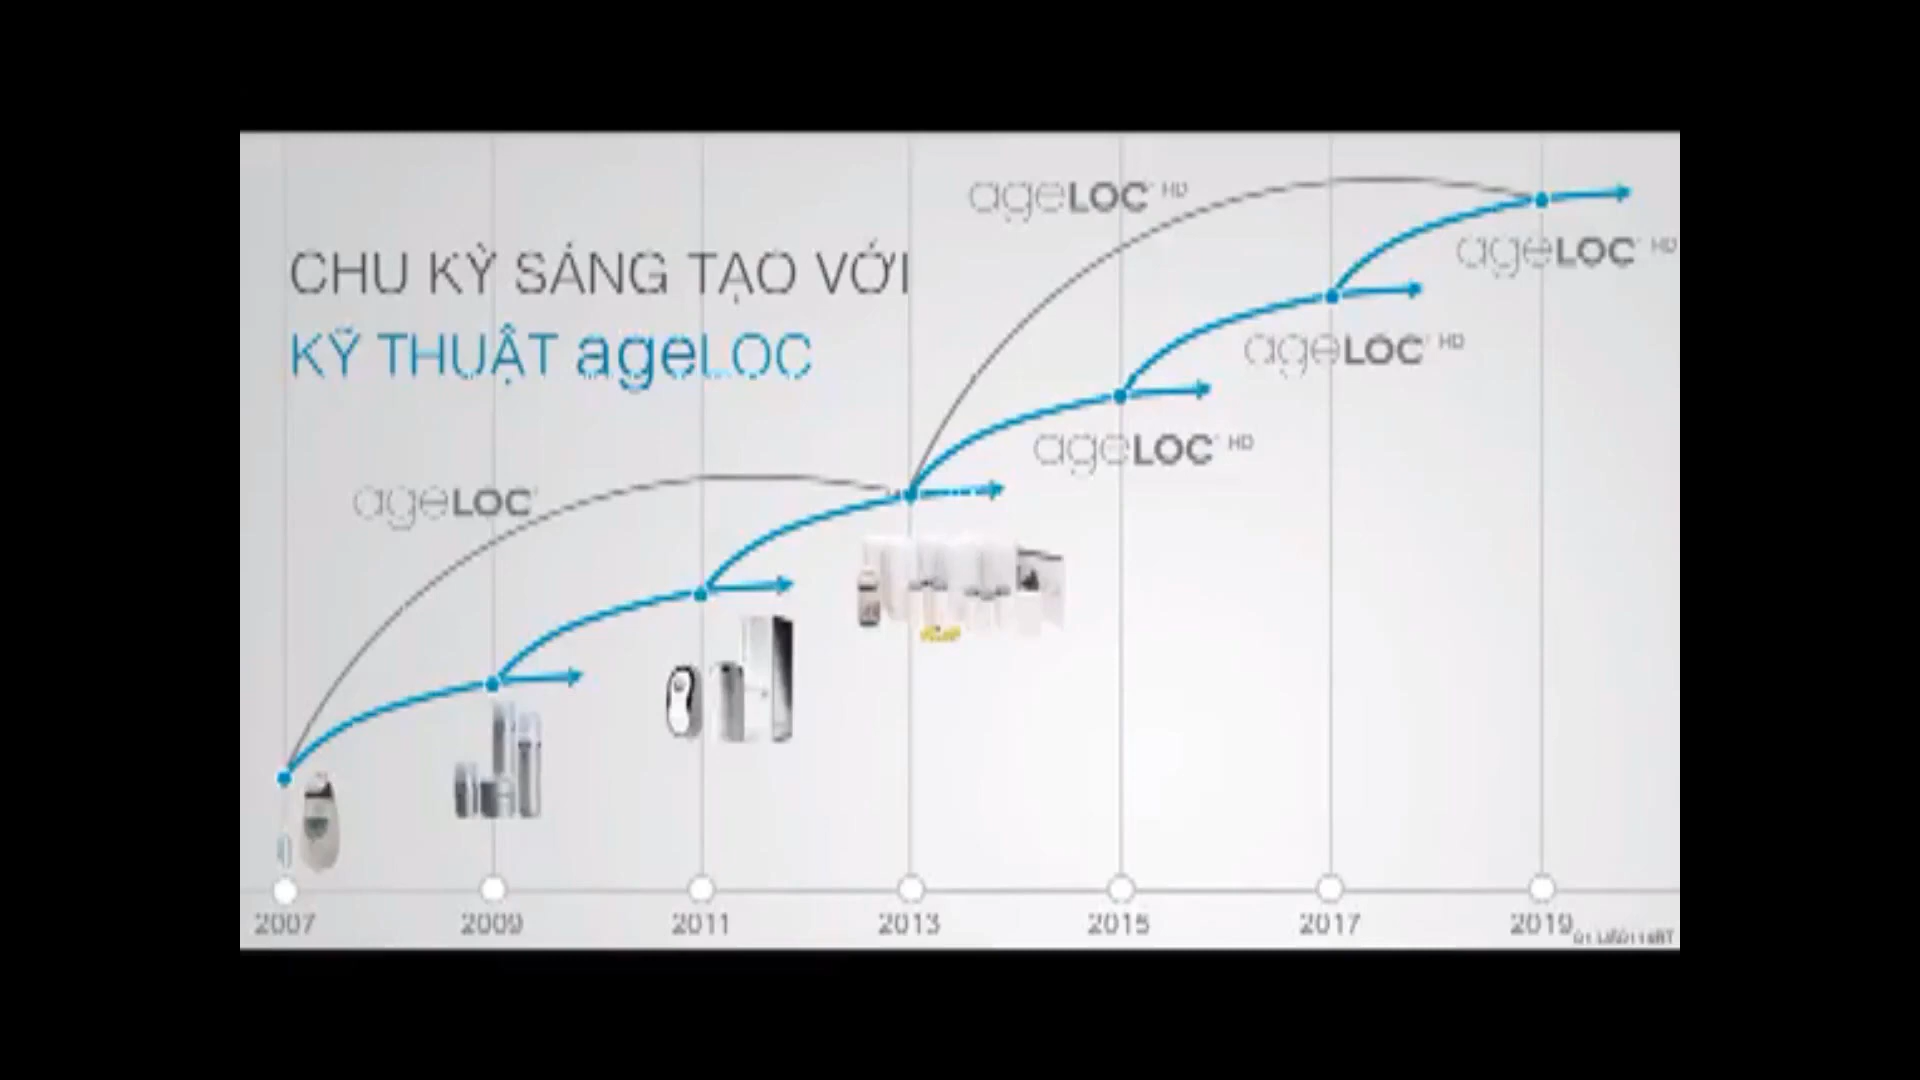 ageLOC HD
CHU KỲ SÁNG TẠO VỚI
KỸ THUẬT ageLOC
ageLOC HD
ageLOC HD
ageLOC HD
ageLOC
2007 2009 2011 2013 2015 2017 2019